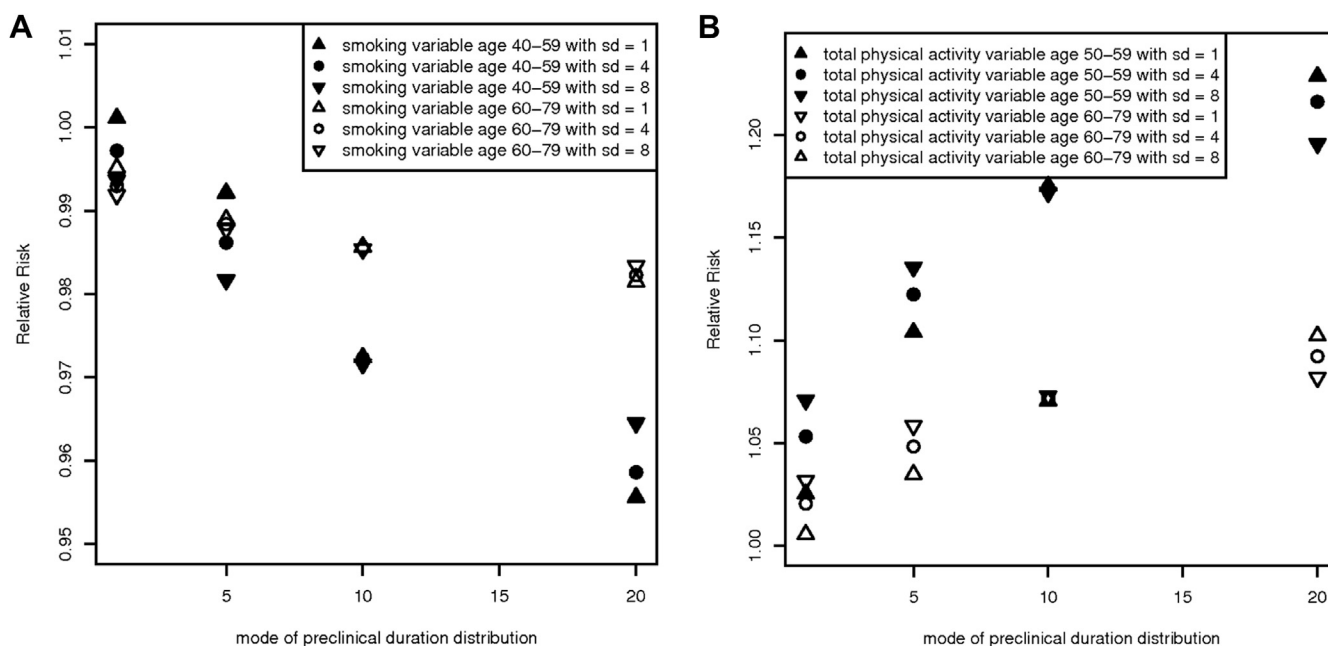 A
Relative Risk
1.01
1.00
0.99
0.98
0.97
0.96
0.95
smoking variable age 40–59 with sd = 1
smoking variable age 40–59 with sd = 4
smoking variable age 40–59 with sd = 8
smoking variable age 60–79 with sd = 1
smoking variable age 60–79 with sd = 4
smoking variable age 60–79 with sd = 8
5 10 15 20
mode of preclinical duration distribution
B
Relative Risk
1.20
1.15
1.10
1.05
1.00
total physical activity variable age 50–59 with sd = 1
total physical activity variable age 50–59 with sd = 4
total physical activity variable age 50–59 with sd = 8
total physical activity variable age 60–79 with sd = 1
total physical activity variable age 60–79 with sd = 4
total physical activity variable age 60–79 with sd = 8
5 10 15 20
mode of preclinical duration distribution